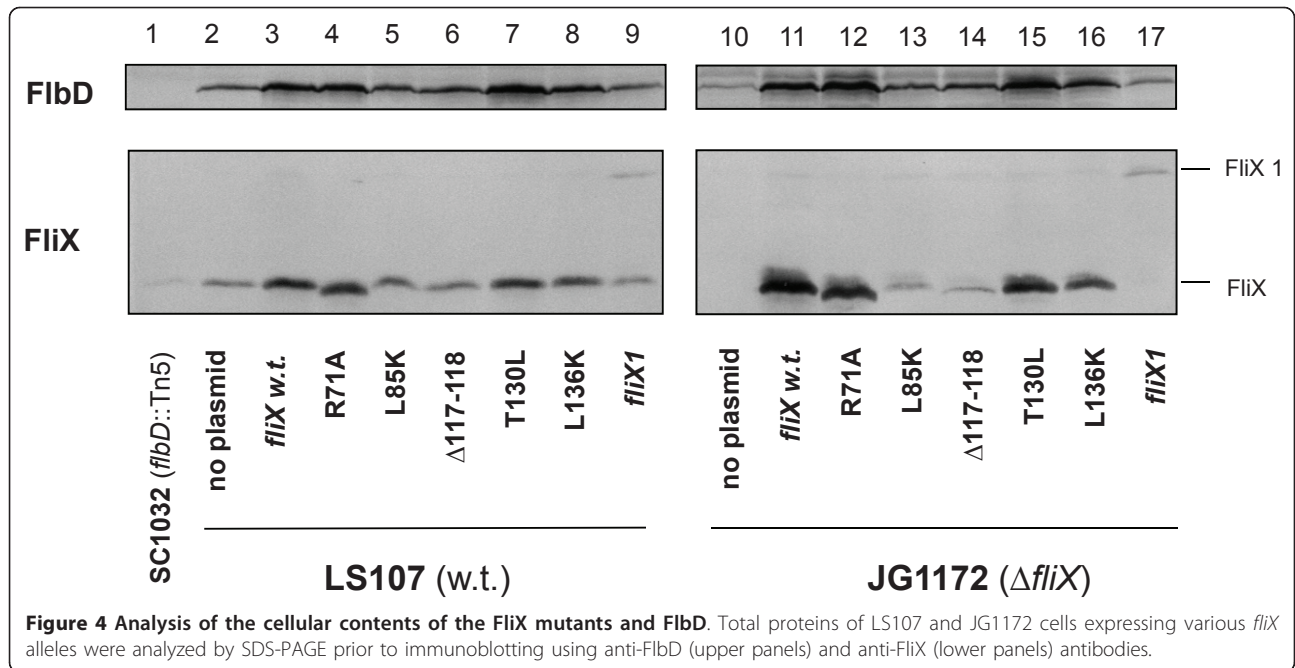 1 2 3 4 5 6 7 8 9 10 11 12 13 14 15 16 17
FlbD
FliX
FliX 1
FliX
SC1032 (flbD::Tn5)
no plasmid
fliX w.t.
R71A
L85K
Δ117-118
T130L
L136K
fliX1
no plasmid
fliX w.t.
R71A
L85K
Δ117-118
T130L
L136K
fliX1
LS107 (w.t.)
JG1172 (ΔfliX)
Figure 4 Analysis of the cellular contents of the FliX mutants and FlbD. Total proteins of LS107 and JG1172 cells expressing various fliX
alleles were analyzed by SDS-PAGE prior to immunoblotting using anti-FlbD (upper panels) and anti-FliX (lower panels) antibodies.